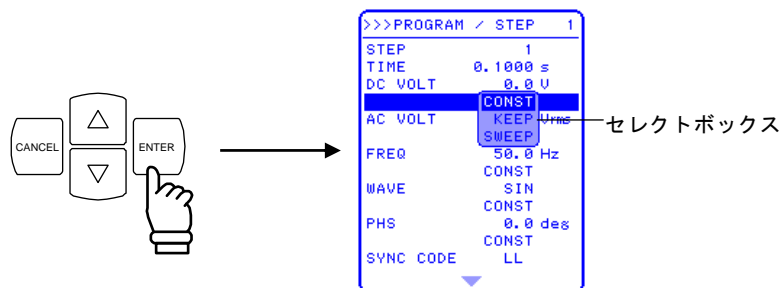 CANCEL
ENTER
>>>PROGRAM / STEP 1
STEP 1
TIME 0.1000 s
DC VOLT 0.0 V
CONST
AC VOLT KEEP Vrms
SWEEP
FREQ 50.0 Hz
CONST
WAVE SIN
CONST
PHS 0.0 deg
CONST
SYNC CODE LL
セレクトボックス